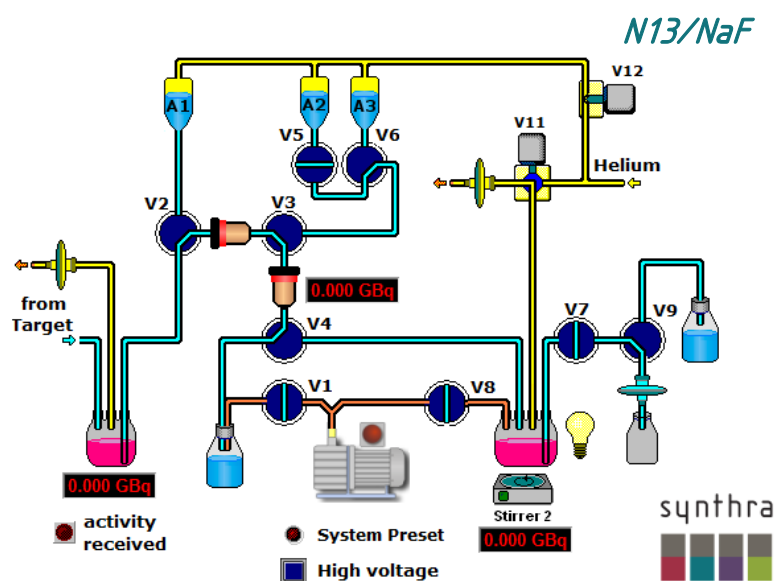 N13/NaF
V12
A1
A2
A3
V5
V6
V11
Helium
V2
V3
from
Target
0.000 GBq
V4
V7
V9
V1
V8
0.000 GBq
Stirrer 2
0.000 GBq
activity
received
System Preset
High voltage
synthra